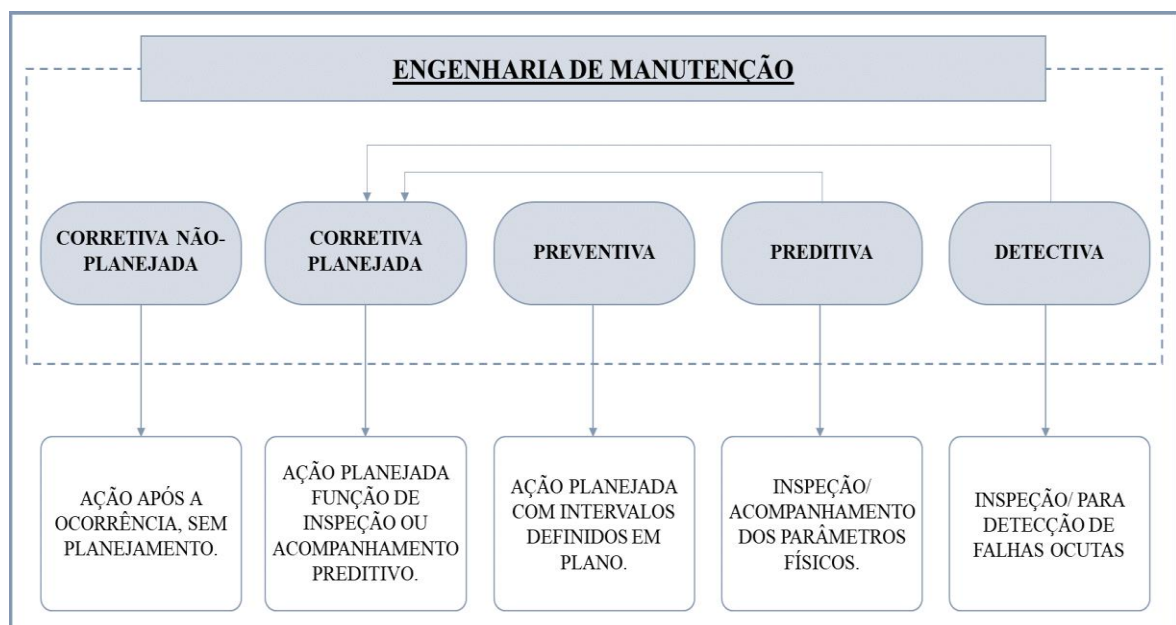 ENGENHARIA DE MANUTENÇÃO
CORRETIVA NÃO-
PLANEJADA
CORRETIVA
PLANEJADA
PREVENTIVA
PREDITIVA
DETECTIVA
AÇÃO APÓS A
OCORRÊNCIA, SEM
PLANEJAMENTO.
AÇÃO PLANEJADA
FUNÇÃO DE
INSPEÇÃO OU
ACOMPANHAMENTO
PREDITIVO.
AÇÃO PLANEJADA
COM INTERVALOS
DEFINIDOS EM
PLANO.
INSPEÇÃO/
ACOMPANHAMENTO
DOS PARÂMETROS
FÍSICOS.
INSPEÇÃO/ PARA
DETECÇÃO DE
FALHAS OCUTAS